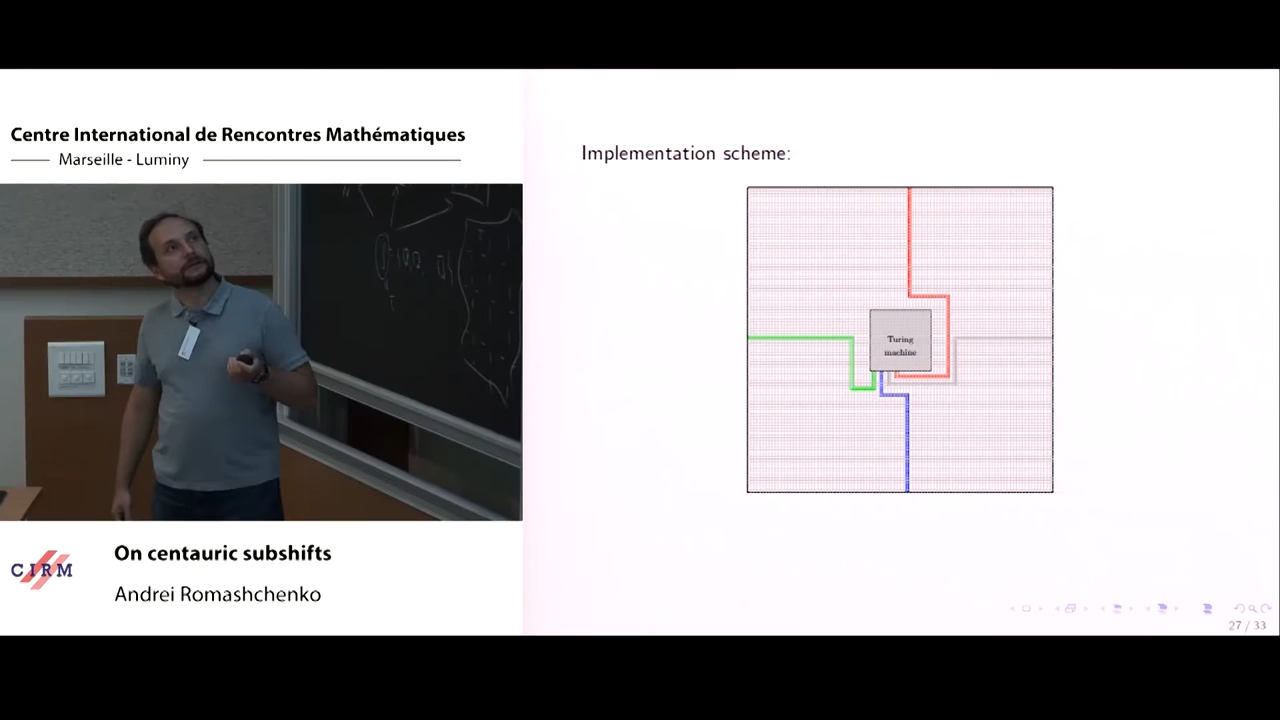 Centre International de Rencontres Mathématiques
Marseille - Luminy
Implementation scheme:
Turing
machine
On centauric subshifts
CIRM
Andrei Romashchenko
27 / 33